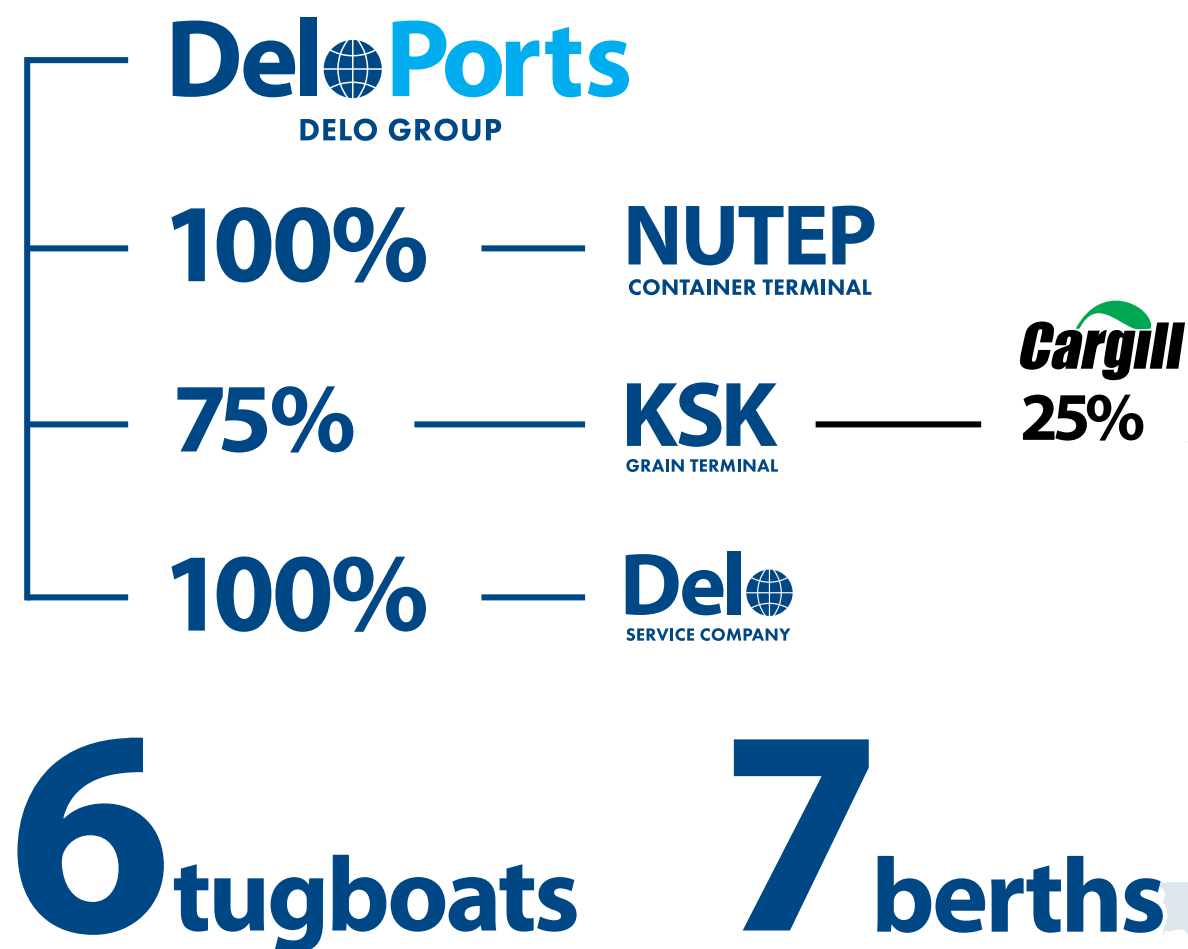 DeloPorts
DELO GROUP
100% NUTEP
CONTAINER TERMINAL
Cargill
75% KSK 25%
GRAIN TERMINAL
100% Delo
SERVICE COMPANY
6 tugboats 7 berths